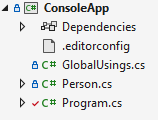 C# ConsoleApp
Dependencies
.editorconfig
C# GlobalUsings.cs
C# Person.cs
C# Program.cs